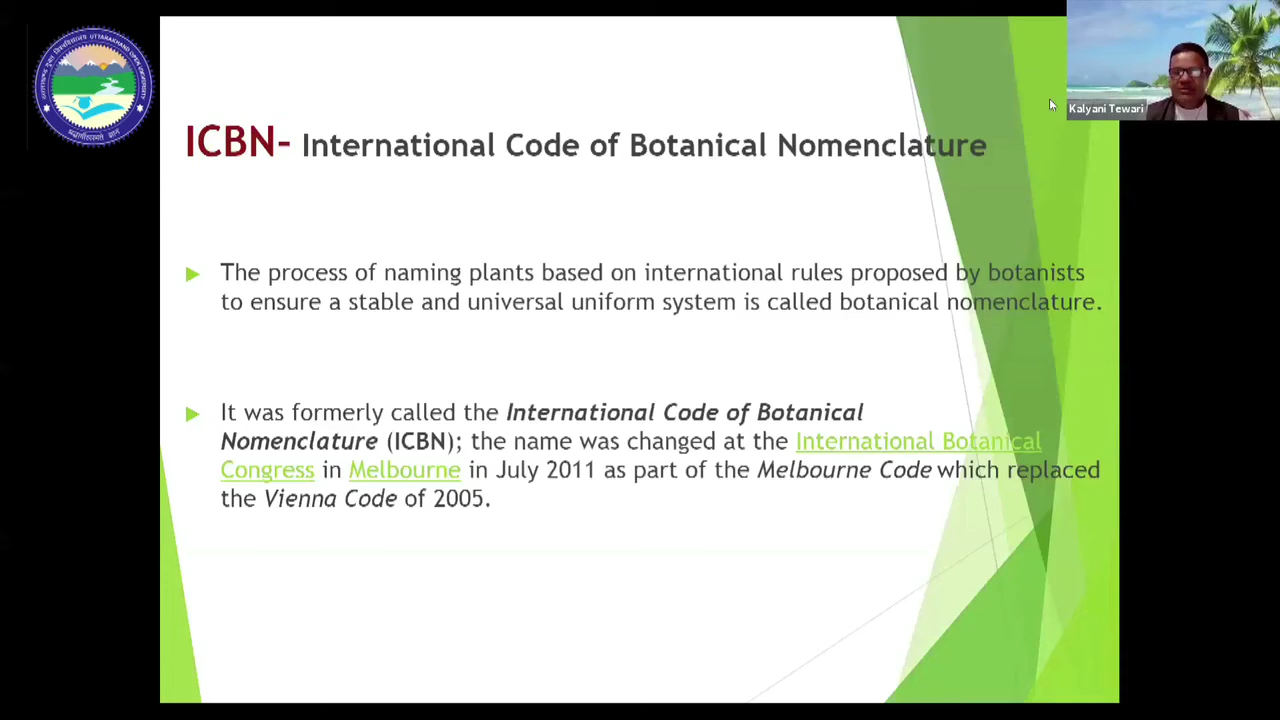 UTTARAKHAND OPEN UNIVERSITY
ICBN- International Code of Botanical Nomenclature
Kalyani Tewari
The process of naming plants based on international rules proposed by botanists
to ensure a stable and universal uniform system is called botanical nomenclature.
It was formerly called the International Code of Botanical
Nomenclature (ICBN); the name was changed at the International Botanical
Congress in Melbourne in July 2011 as part of the Melbourne Code which replaced
the Vienna Code of 2005.